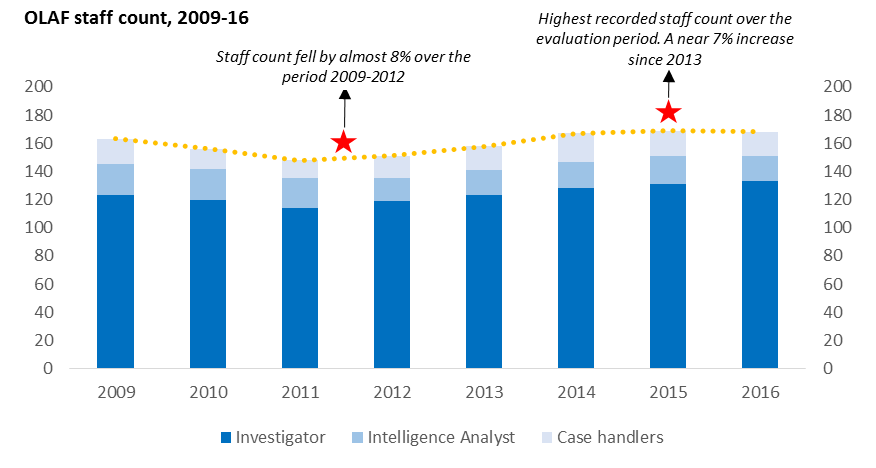 OLAF staff count, 2009-16
Highest recorded staff count over the
evaluation period. A near 7% increase
since 2013
Staff count fell by almost 8% over the
period 2009-2012
200
180
160
140
120
100
80
60
40
20
0
200
180
160
140
120
100
80
60
40
20
0
2009 2010 2011 2012 2013 2014 2015 2016
Investigator Intelligence Analyst Case handlers